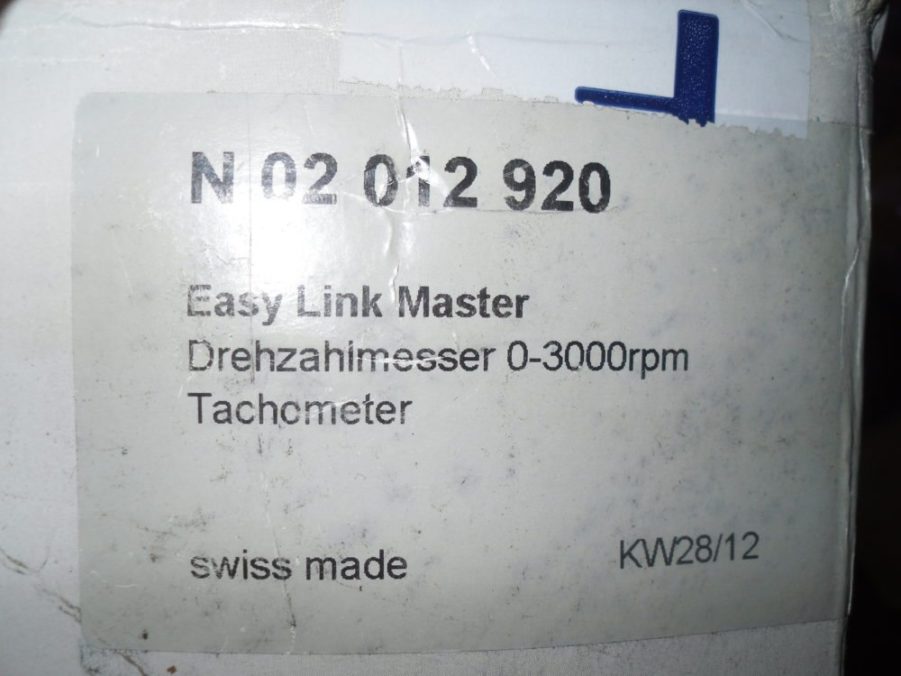 N 02 012 920
Easy Link Master
Drehzahlmesser 0-3000rpm
Tachometer
swiss made
KW28/12